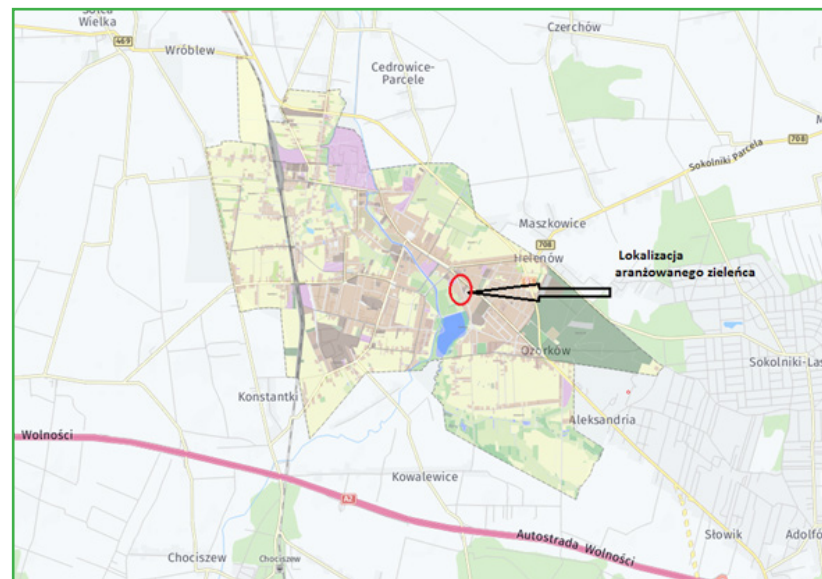 Solca
Wielka
469
Wróblew
Czerchów
Cedrowice-
Parcele
708
Sokolniki Parcela
Maszkowice
708
Helenów
Lokalizacja
aranżowanego zieleńca
Ozorków
Sokolniki-Las
Konstantki
Aleksandria
Wolności
Kowalewice
A2
Autostrada Wolności
Słowik
Adolfó
Chociszew
Chociszew